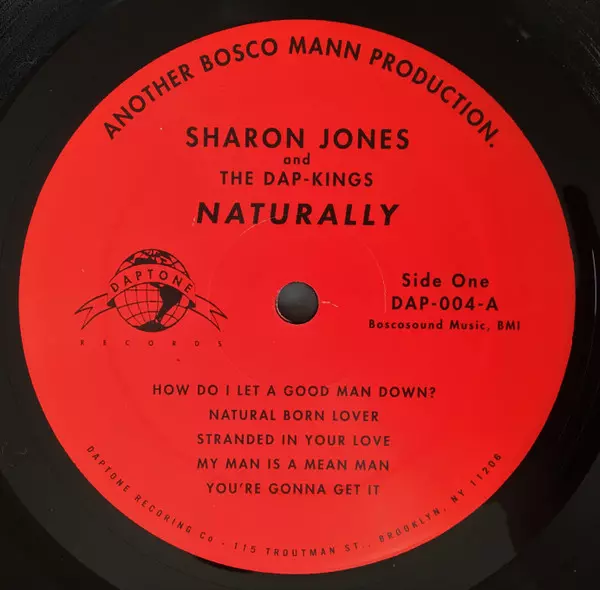 ANOTHER BOSCO MANN PRODUCTION.
SHARON JONES
and
THE DAP-KINGS
NATURALLY
DAPTONE
RECORDS
Side One
DAP-004-A
Boscosound Music, BMI
HOW DO I LET A GOOD MAN DOWN?
NATURAL BORN LOVER
STRANDED IN YOUR LOVE
MY MAN IS A MEAN MAN
YOU'RE GONNA GET IT
DAPTONE RECORING Co - 115 TROUTMAN ST., BROOKLYN, NY 11206